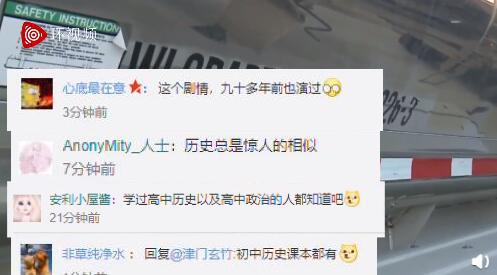 SAFETY INSTRUCTION
环视频
心底最在意★：这个剧情，九十多年前也演过
3分钟前
226-3
AnonyMity_人士：历史总是惊人的相似
7分钟前
安利小屋酱：学过高中历史以及高中政治的人都知道吧
21分钟前
非草纯净水：回复@津门玄竹:初中历史课本都有